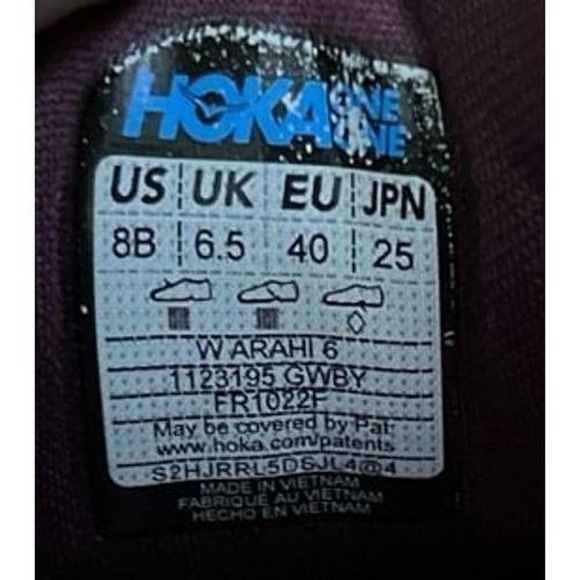 HOKA ONE ONE
US UK EU JPN
8B 6.5 40 25
W ARAHI 6
1123195 GWBY
FR1022F
May be covered by Pat:
www.hoka.com/patents
S2HJRRL5DSJL4@4
MADE IN VIETNAM
FABRIQUE AU VIETNAM
HECHO EN VIETNAM